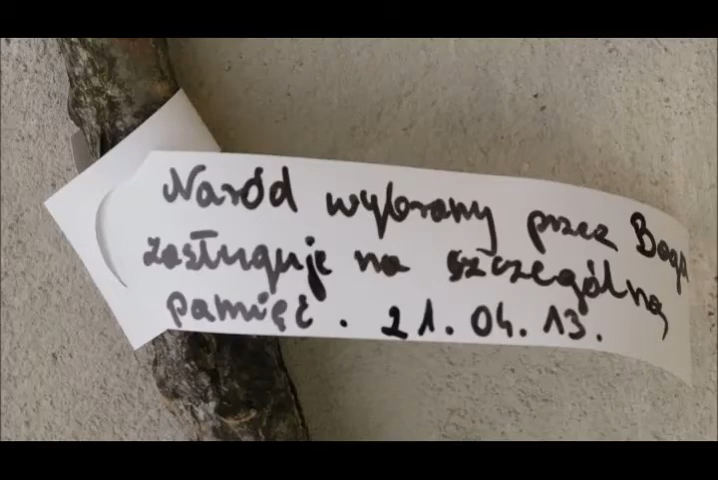 Naród wybrany przez Boga
zasługuje na szczególną
pamięć. 21.04.13.